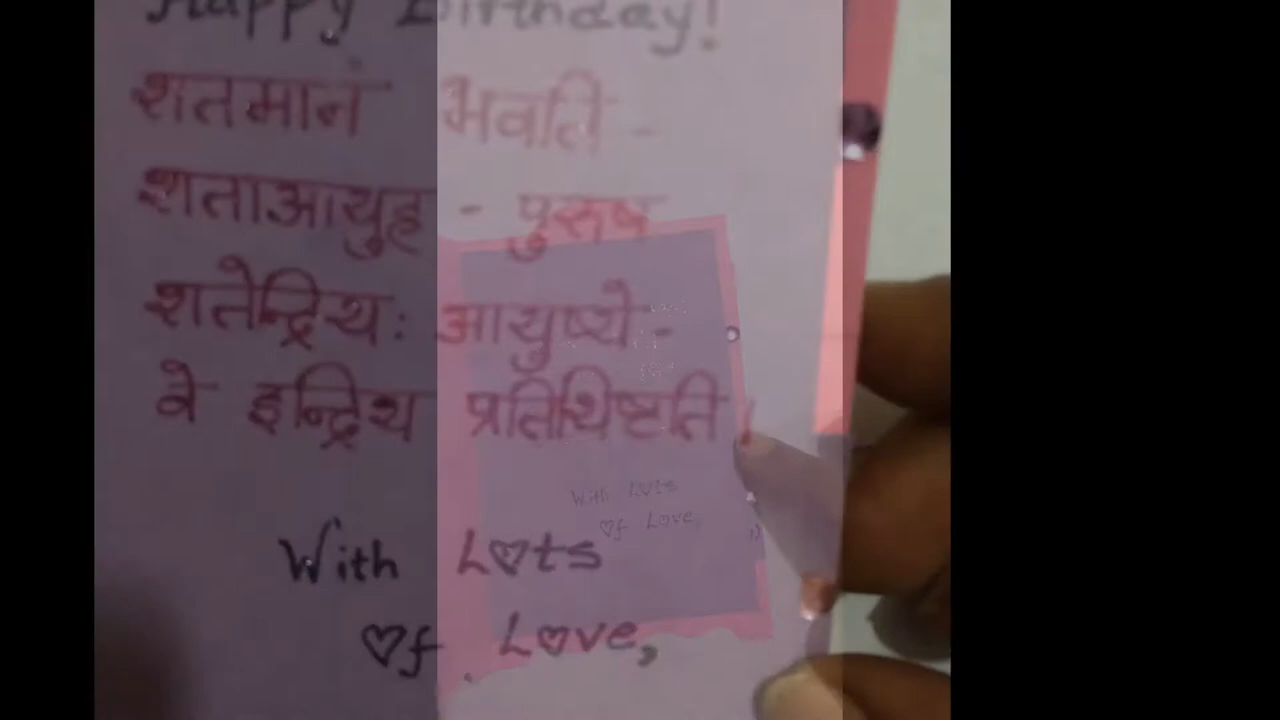 Happy Birthday!
शतमानं भवति -
शताआयुह - पुरुष
शतेन्द्रियः आयुष्ये -
वे इन्द्रिय प्रतिथिष्टति।
With Lots
Of Love,
With Lots
Of Love,